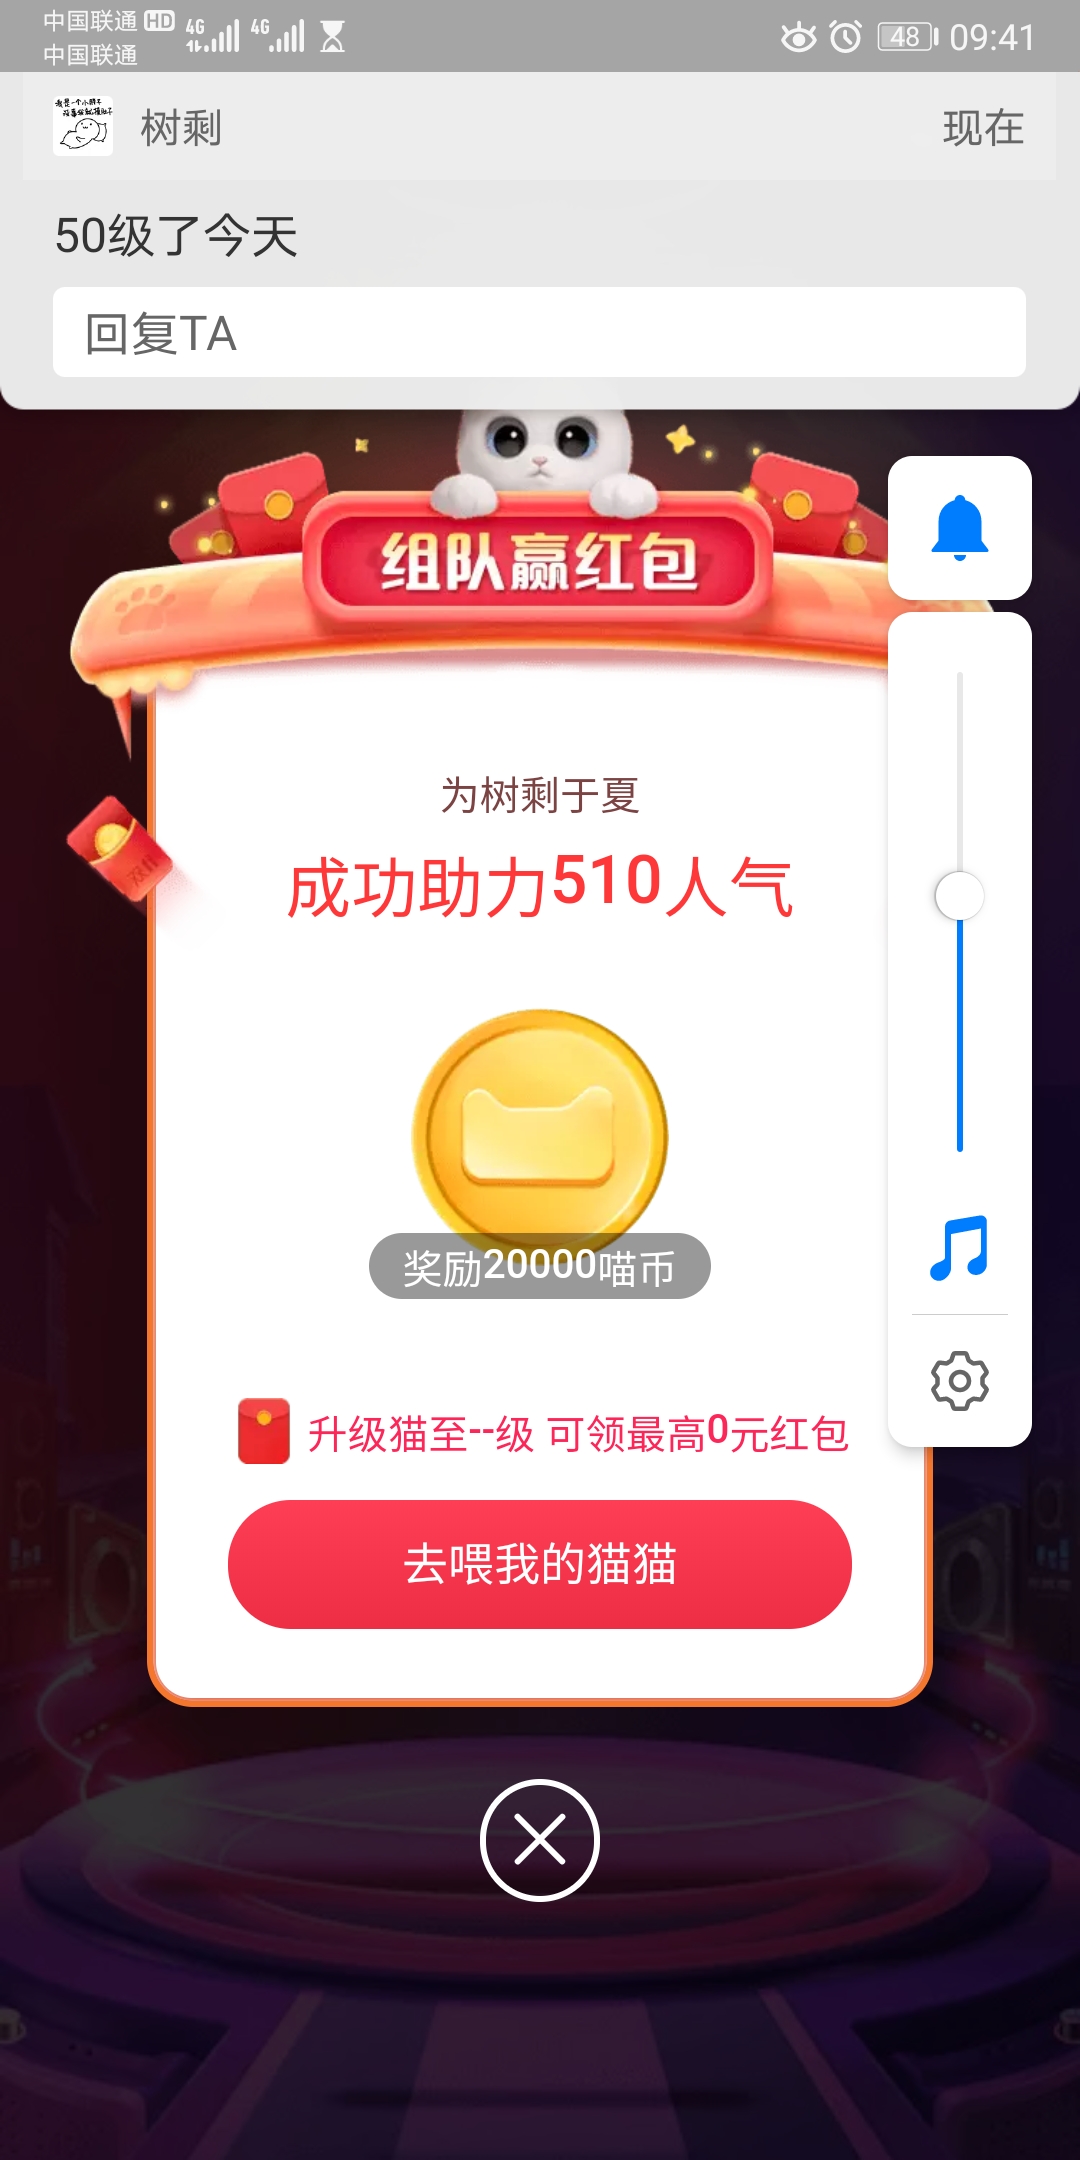 中国联通 HD
中国联通
4G
4G
48
09:41
树剩
现在
50级了今天
回复TA
组队赢红包
为树剩于夏
成功助力510人气
奖励20000喵币
升级猫至--级 可领最高0元红包
去喂我的猫猫